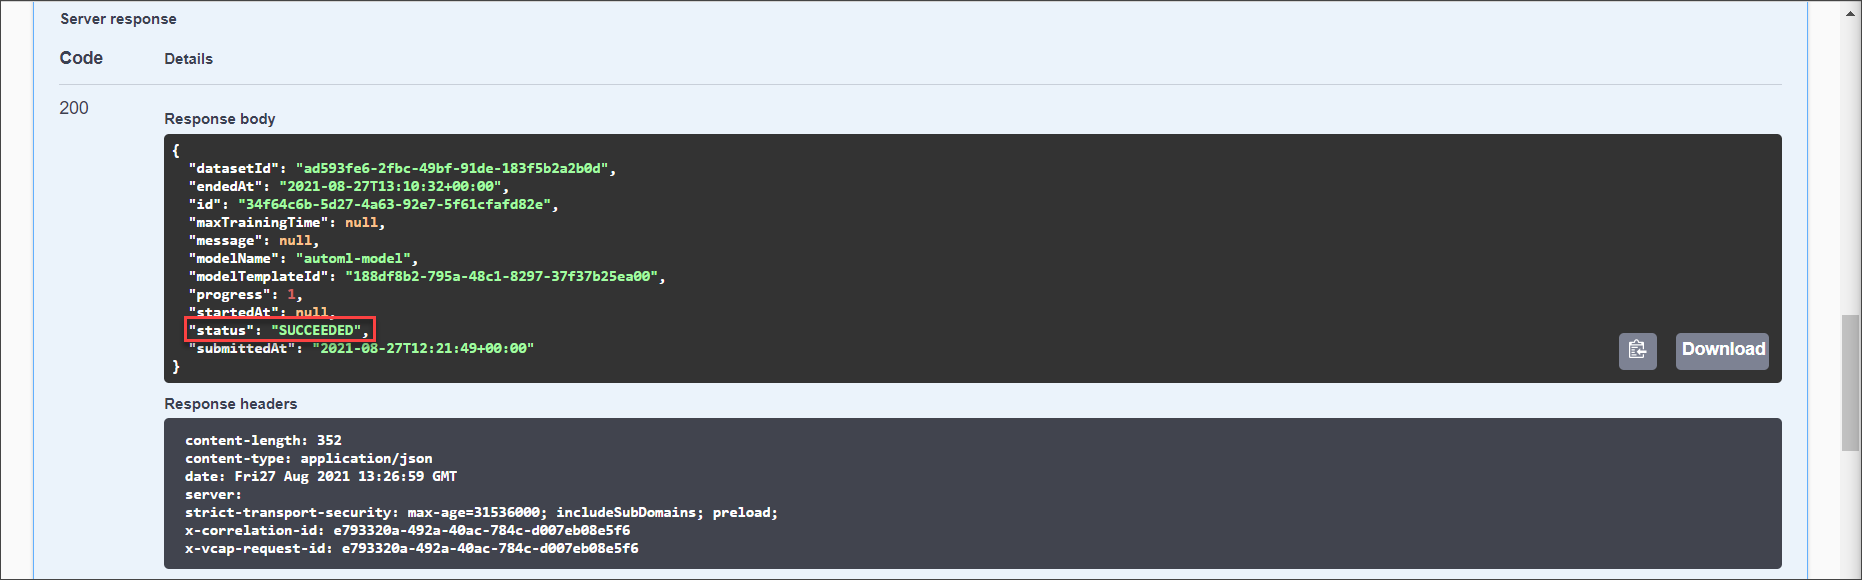 Server response
Code Details
200
Response body
{
"datasetId": "ad593fe6-2fbc-49bf-91de-183f5b2a2b0d",
"endedAt": "2021-08-27T13:10:32+00:00",
"id": "34f64c6b-5d27-4a63-92e7-5f61cfafd82e",
"maxTrainingTime": null,
"message": null,
"modelName": "automl-model",
"modelTemplateId": "188df8b2-795a-48c1-8297-37f37b25ea00",
"progress": 1,
"startedAt": null,
"status": "SUCCEEDED",
"submittedAt": "2021-08-27T12:21:49+00:00"
}
Download
Response headers
content-length: 352
content-type: application/json
date: Fri27 Aug 2021 13:26:59 GMT
server:
strict-transport-security: max-age=31536000; includeSubDomains; preload;
x-correlation-id: e793320a-492a-40ac-784c-d007eb08e5f6
x-vcap-request-id: e793320a-492a-40ac-784c-d007eb08e5f6